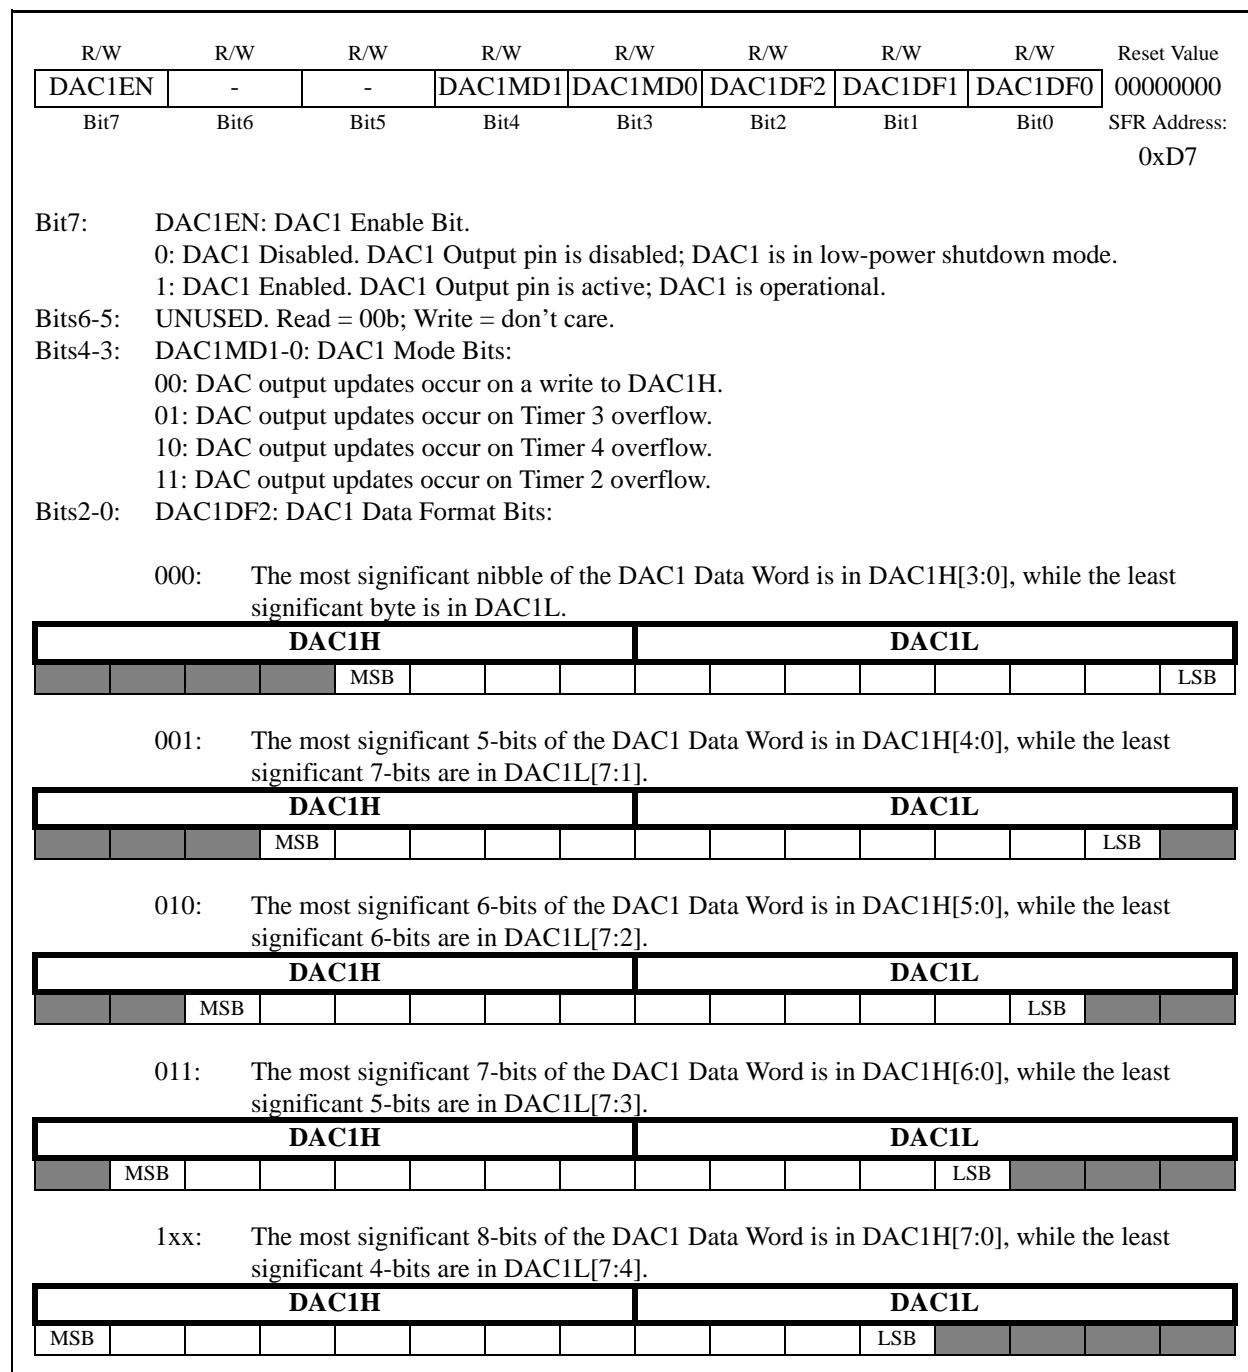 R/W R/W R/W R/W R/W R/W R/W R/W Reset Value
DAC1EN - - DAC1MD1 DAC1MD0 DAC1DF2 DAC1DF1 DAC1DF0 00000000
Bit7 Bit6 Bit5 Bit4 Bit3 Bit2 Bit1 Bit0 SFR Address:
0xD7
Bit7: DAC1EN: DAC1 Enable Bit.
0: DAC1 Disabled. DAC1 Output pin is disabled; DAC1 is in low-power shutdown mode.
1: DAC1 Enabled. DAC1 Output pin is active; DAC1 is operational.
Bits6-5: UNUSED. Read = 00b; Write = don't care.
Bits4-3: DAC1MD1-0: DAC1 Mode Bits:
00: DAC output updates occur on a write to DAC1H.
01: DAC output updates occur on Timer 3 overflow.
10: DAC output updates occur on Timer 4 overflow.
11: DAC output updates occur on Timer 2 overflow.
Bits2-0: DAC1DF2: DAC1 Data Format Bits:
000: The most significant nibble of the DAC1 Data Word is in DAC1H[3:0], while the least
significant byte is in DAC1L.
DAC1H DAC1L
MSB LSB
001: The most significant 5-bits of the DAC1 Data Word is in DAC1H[4:0], while the least
significant 7-bits are in DAC1L[7:1].
DAC1H DAC1L
MSB LSB
010: The most significant 6-bits of the DAC1 Data Word is in DAC1H[5:0], while the least
significant 6-bits are in DAC1L[7:2].
DAC1H DAC1L
MSB LSB
011: The most significant 7-bits of the DAC1 Data Word is in DAC1H[6:0], while the least
significant 5-bits are in DAC1L[7:3].
DAC1H DAC1L
MSB LSB
1xx: The most significant 8-bits of the DAC1 Data Word is in DAC1H[7:0], while the least
significant 4-bits are in DAC1L[7:4].
DAC1H DAC1L
MSB LSB